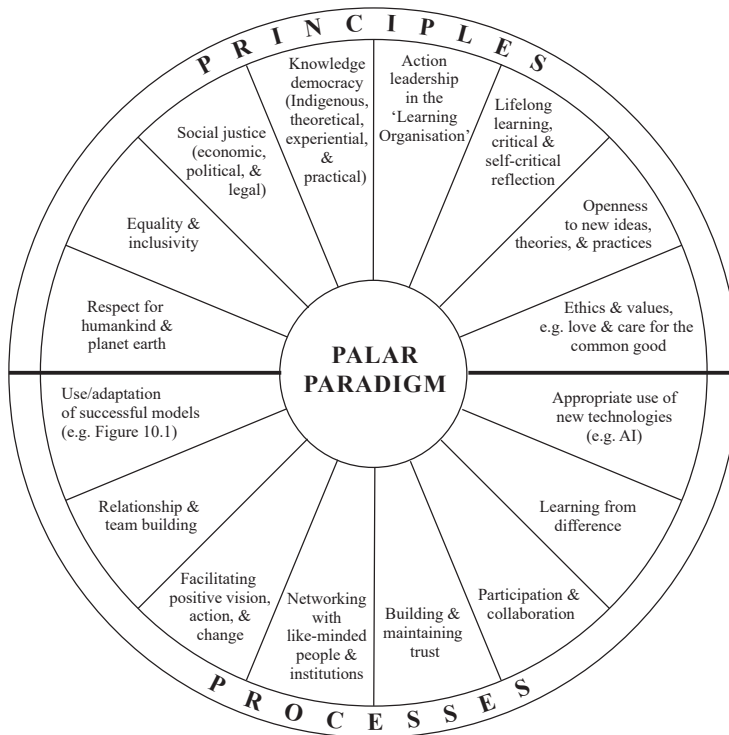 PRINCIPLES
Respect for
humankind &
planet earth
Equality &
inclusivity
Social justice
(economic,
political, &
legal)
Knowledge
democracy
(Indigenous,
theoretical,
experiential,
&
practical)
Action
leadership
in the
‘Learning
Organisation’
Lifelong
learning,
critical &
self-critical
reflection
Openness
to new ideas,
theories, & practices
Ethics & values,
e.g. love & care for the
common good
PALAR
PARADIGM
Use/adaptation
of successful models
(e.g. Figure 10.1)
Relationship &
team building
Facilitating
positive vision,
action, &
change
Networking
with
like-minded
people &
institutions
Building &
maintaining
trust
Participation &
collaboration
Learning from
difference
Appropriate use of
new technologies
(e.g. AI)
PROCESSES